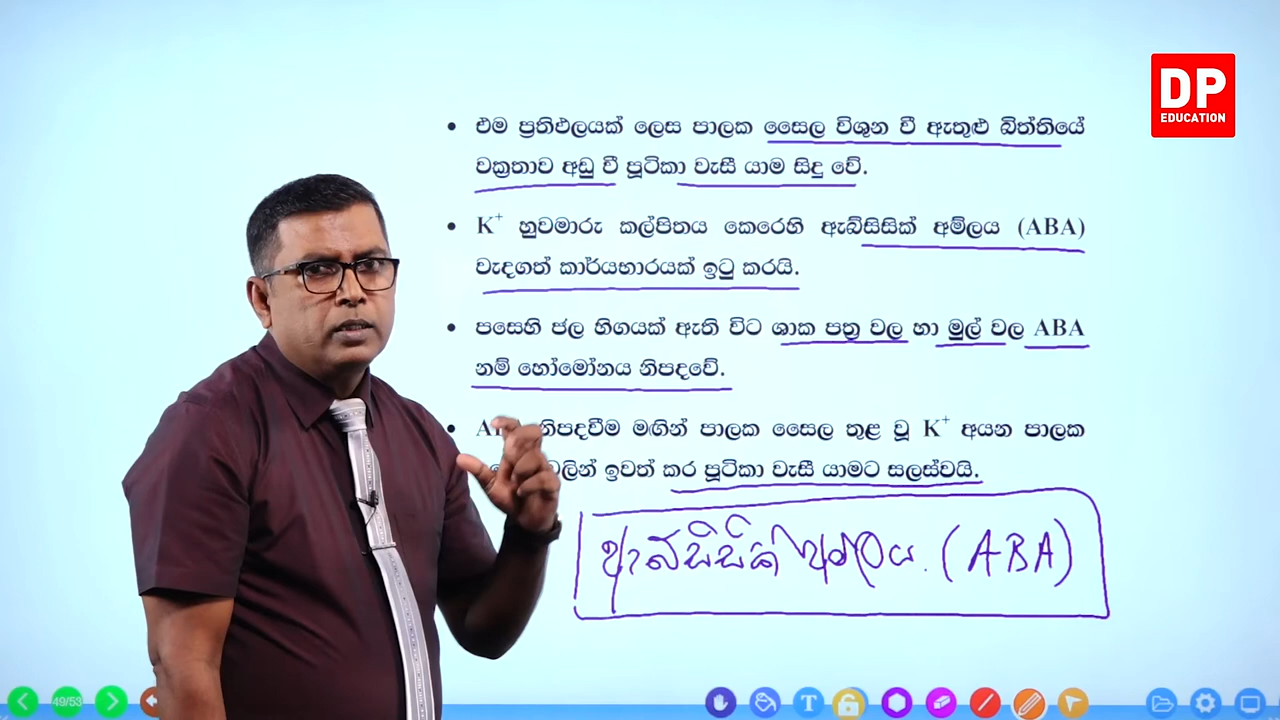 DP
EDUCATION
• එම ප්‍රතිඵලයක් ලෙස පාලක සෛල විශුන වී ඇතුළු බිත්තියේ
වක්‍රතාව අඩු වී පූටිකා වැසී යාම සිදු වේ.
• K⁺ හුවමාරු කල්පිතය කෙරෙහි ඇබ්සිසික් අම්ලය (ABA)
වැදගත් කාර්යභාරයක් ඉටු කරයි.
• පසෙහි ජල හිගයක් ඇති විට ශාක පත්‍ර වල හා මුල් වල ABA
නම් හෝමෝනය නිපදවේ.
• නිපදවීම මඟින් පාලක සෛල තුළ වූ K⁺ අයන පාලක
ඉවත් කර පූටිකා වැසී යාමට සලස්වයි.
ඇබ්සිසික් අම්ලය. (ABA)
49/53
T